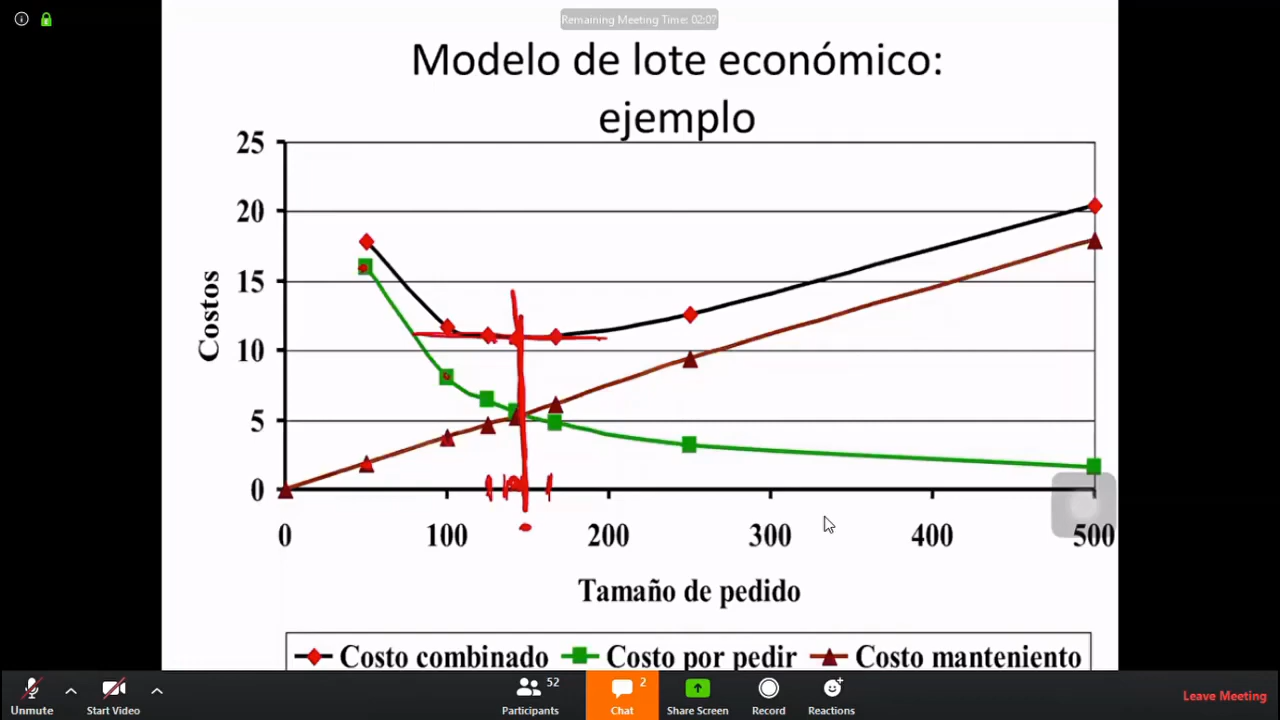 Remaining Meeting Time: 02:07
Modelo de lote económico:
ejemplo
25
20
15
10
5
0
Costos
0 100 200 300 400 500
Tamaño de pedido
Costo combinado Costo por pedir Costo manteniento
Unmute Start Video Participants 52 Chat 2 Share Screen Record Reactions Leave Meeting